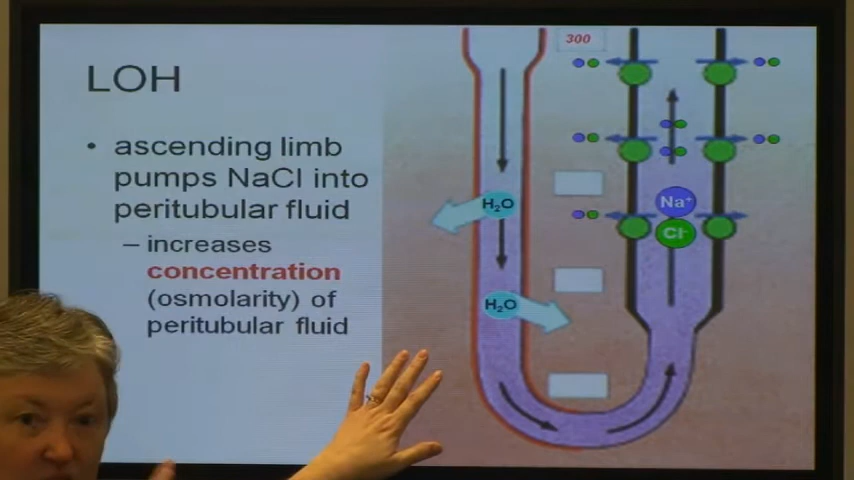 LOH
• ascending limb
pumps NaCl into
peritubular fluid
– increases
concentration
(osmolarity) of
peritubular fluid
300
H₂O
Na⁺
Cl⁻
H₂O